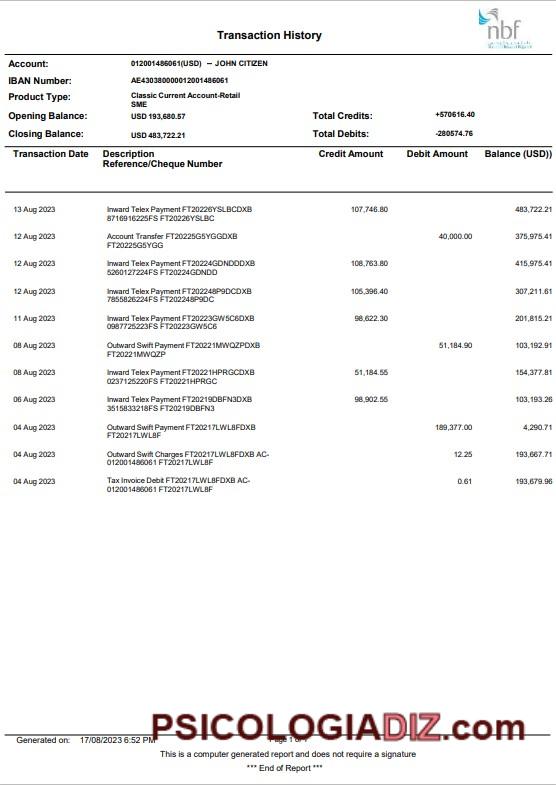 nbf
Transaction History
Account: 012001486061(USD) -- JOHN CITIZEN
IBAN Number: AE430380000012001486061
Product Type: Classic Current Account-Retail
SME
Opening Balance: USD 193,680.57 Total Credits: +570616.40
Closing Balance: USD 483,722.21 Total Debits: -280574.76
Transaction Date Description Credit Amount Debit Amount Balance (USD))
Reference/Cheque Number
13 Aug 2023 Inward Telex Payment FT20226YSLBCDXB 107,746.80 483,722.21
8716916225FS FT20226YSLBC
12 Aug 2023 Account Transfer FT20225G5YGGDXB 40,000.00 375,975.41
FT20225G5YGG
12 Aug 2023 Inward Telex Payment FT20224GDNDDDXB 108,763.80 415,975.41
5260127224FS FT20224GDNDD
12 Aug 2023 Inward Telex Payment FT202248P9DCDXB 105,396.40 307,211.61
7855826224FS FT202248P9DC
11 Aug 2023 Inward Telex Payment FT20223GW5C6DXB 98,622.30 201,815.21
0987725223FS FT20223GW5C6
08 Aug 2023 Outward Swift Payment FT20221MWQZPDXB 51,184.90 103,192.91
FT20221MWQZP
08 Aug 2023 Inward Telex Payment FT20221HPRGCDXB 51,184.55 154,377.81
0237125220FS FT20221HPRGC
06 Aug 2023 Inward Telex Payment FT20219DBFN3DXB 98,902.55 103,193.26
3515833218FS FT20219DBFN3
04 Aug 2023 Outward Swift Payment FT20217LWL8FDXB 189,377.00 4,290.71
FT20217LWL8F
04 Aug 2023 Outward Swift Charges FT20217LWL8FDXB AC- 12.25 193,667.71
012001486061 FT20217LWL8F
04 Aug 2023 Tax Invoice Debit FT20217LWL8FDXB AC- 0.61 193,679.96
012001486061 FT20217LWL8F
PSICOLOGIADIZ.com
Generated on: 17/08/2023 6:52 PM Page 1 of
This is a computer generated report and does not require a signature
*** End of Report ***